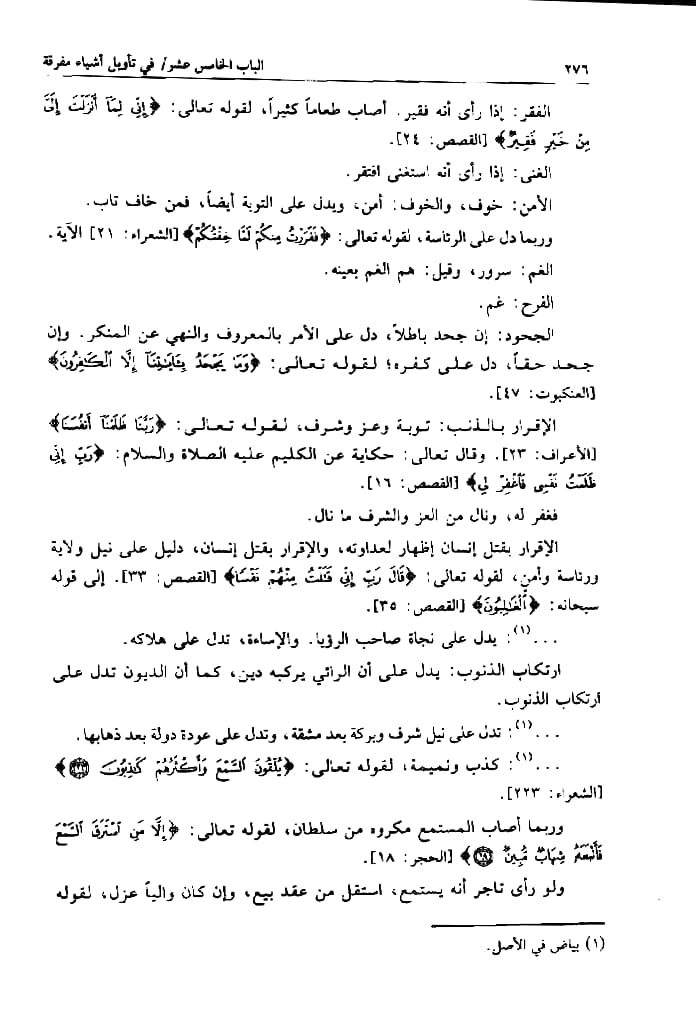 ٢٧٦ الباب الخامس عشر/ في تأويل أشياء مفرقة
الفقر: إذا رأى أنه فقير. أصاب طعاماً كثيراً، لقوله تعالى: ﴿إِنِّي لِمَا أَنزَلْتَ إِلَيَّ
مِنْ خَيْرٍ فَقِيرٌ﴾ [القصص: ٢٤].
الغنى: إذا رأى أنه استغنى افتقر.
الأمن: خوف، والخوف: أمن، ويدل على التوبة أيضاً، فمن خاف تاب.
وربما دل على الرئاسة، لقوله تعالى: ﴿فَفَرَرْتُ مِنكُمْ لَمَّا خِفْتُكُمْ﴾ [الشعراء: ٢١] الآية.
الغم: سرور، وقيل: هم الغم بعينه.
الفرح: غم.
الجحود: إن جحد باطلاً، دل على الأمر بالمعروف والنهي عن المنكر. وإن
جحد حقاً، دل على كفره؛ لقوله تعالى: ﴿وَمَا يَجْحَدُ بِآيَاتِنَا إِلَّا الْكَافِرُونَ﴾
[العنكبوت: ٤٧].
الإقرار بالذنب: توبة وعز وشرف، لقوله تعالى: ﴿رَبَّنَا ظَلَمْنَا أَنفُسَنَا﴾
[الأعراف: ٢٣]. وقال تعالى: حكاية عن الكليم عليه الصلاة والسلام: ﴿رَبِّ إِنِّي
ظَلَمْتُ نَفْسِي فَاغْفِرْ لِي﴾ [القصص: ١٦].
فغفر له، ونال من العز والشرف ما نال.
الإقرار بقتل إنسان إظهار لعداوته، والإقرار بقتل إنسان، دليل على نيل ولاية
ورئاسة وأمن، لقوله تعالى: ﴿قَالَ رَبِّ إِنِّي قَتَلْتُ مِنْهُمْ نَفْسًا﴾ [القصص: ٣٣]. إلى قوله
سبحانه: ﴿الْغَالِبُونَ﴾ [القصص: ٣٥].
...(١): يدل على نجاة صاحب الرؤيا. والإساءة، تدل على هلاكه.
ارتكاب الذنوب: يدل على أن الرائي يركبه دين، كما أن الديون تدل على
ارتكاب الذنوب.
...(١): تدل على نيل شرف وبركة بعد مشقة، وتدل على عودة دولة بعد ذهابها.
...(١): كذب ونميمة، لقوله تعالى: ﴿يُلْقُونَ السَّمْعَ وَأَكْثَرُهُمْ كَاذِبُونَ ٢٢٣﴾
[الشعراء: ٢٢٣].
وربما أصاب المستمع مكروه من سلطان، لقوله تعالى: ﴿إِلَّا مَنِ اسْتَرَقَ السَّمْعَ
فَأَتْبَعَهُ شِهَابٌ مُّبِينٌ ١٨﴾ [الحجر: ١٨].
ولو رأى تاجر أنه يستمع، استقل من عقد بيع، وإن كان والياً عزل، لقوله
(١) بياض في الأصل.